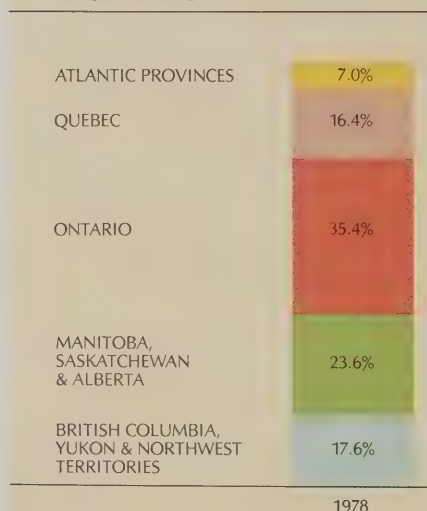 ATLANTIC PROVINCES 7.0%
QUEBEC 16.4%
ONTARIO 35.4%
MANITOBA,
SASKATCHEWAN 23.6%
& ALBERTA
BRITISH COLUMBIA,
YUKON & NORTHWEST 17.6%
TERRITORIES
1978